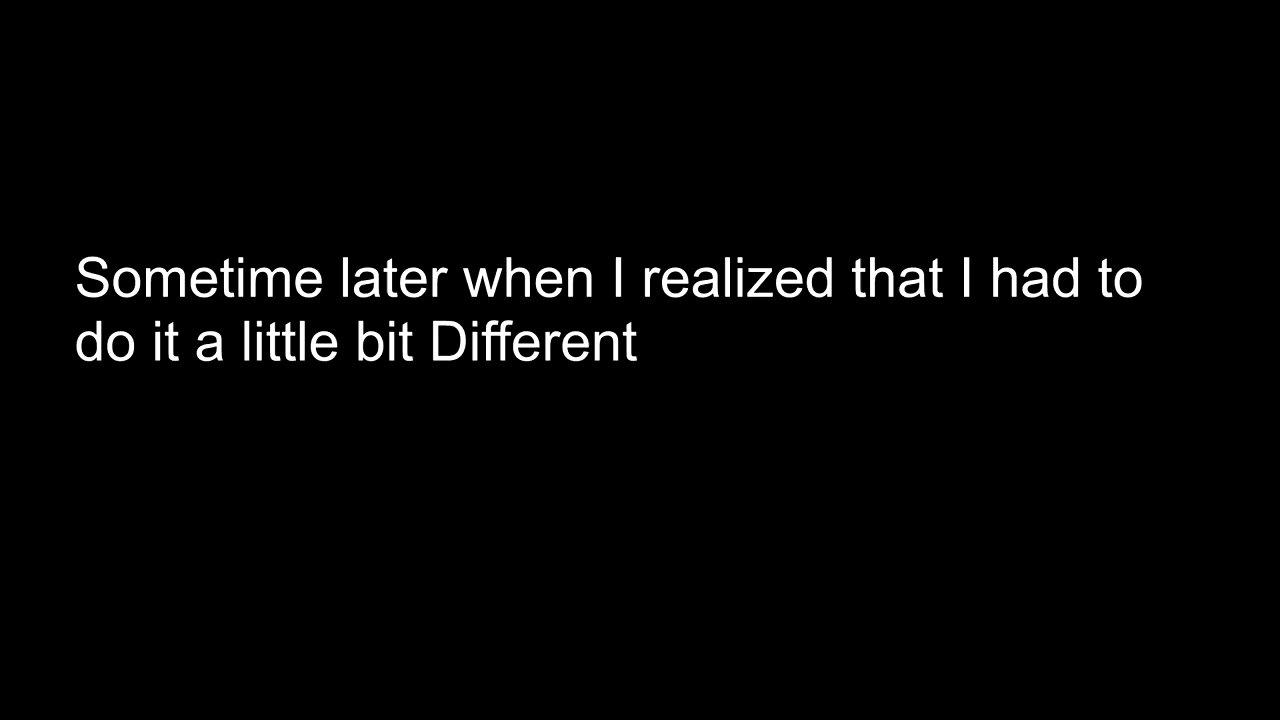 Sometime later when I realized that I had to
do it a little bit Different